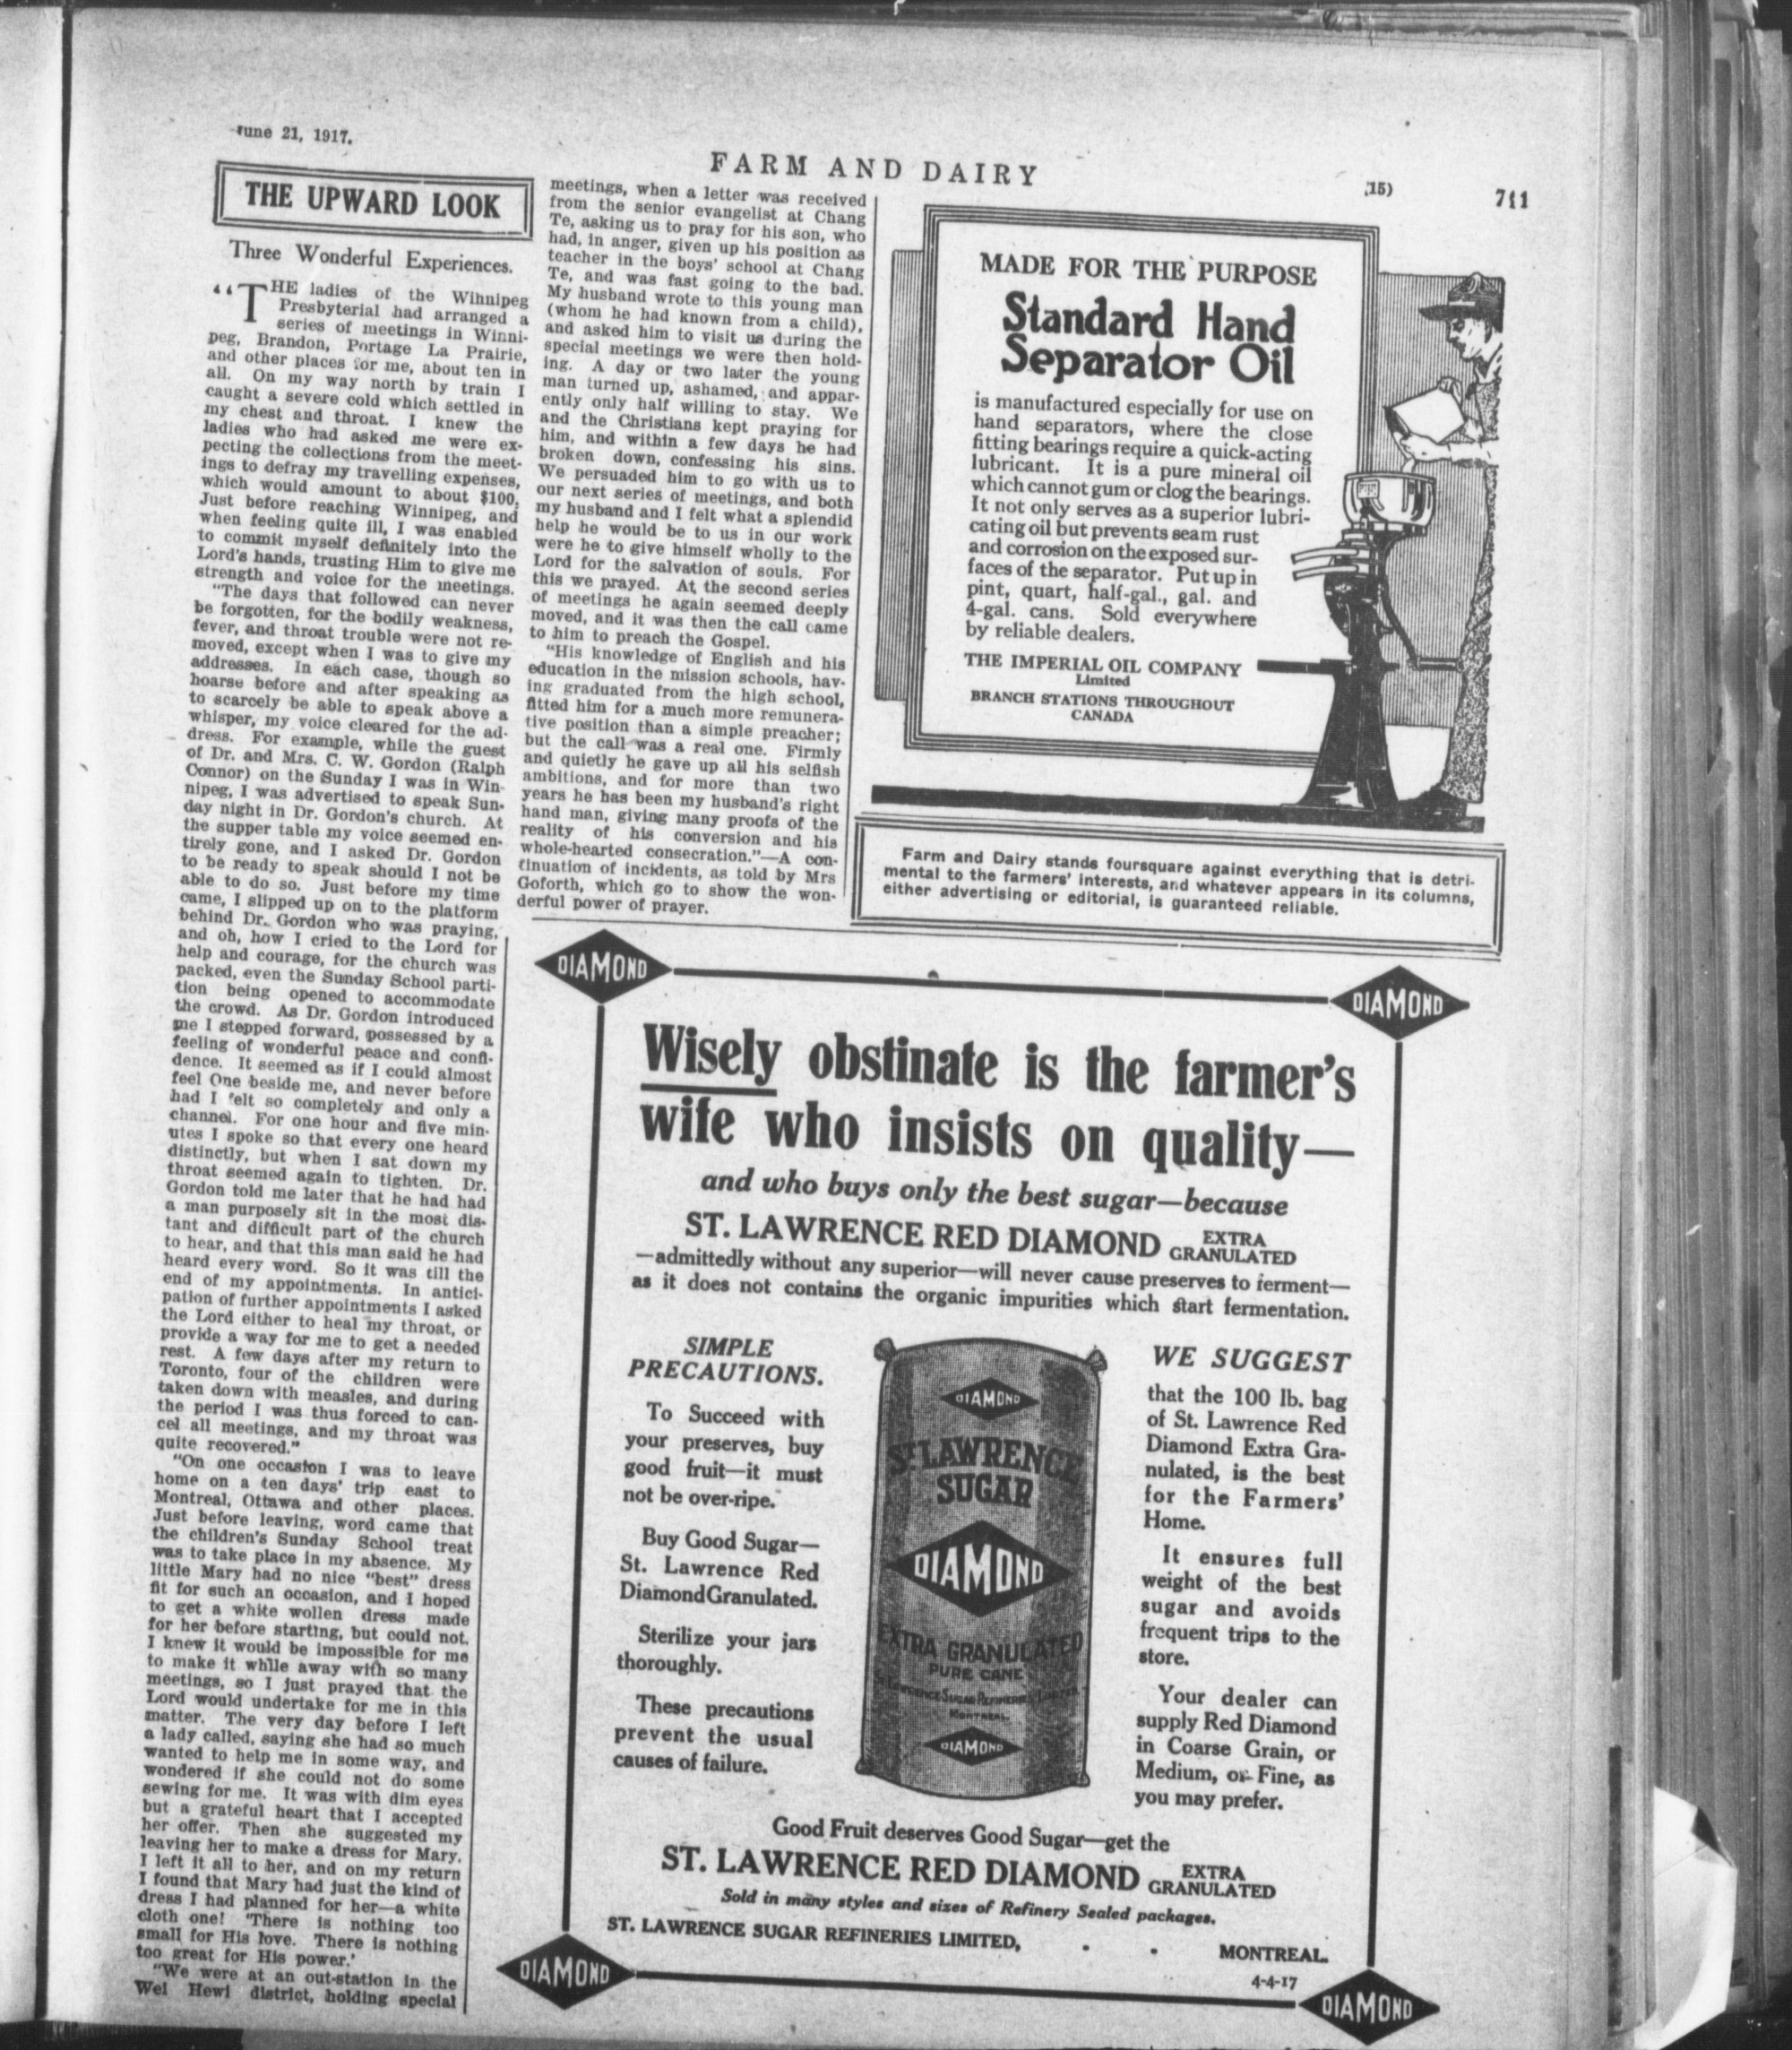 June 21, 1917.
FARM AND DAIRY
(15)
711
THE UPWARD LOOK
Three Wonderful Experiences.
“THE ladies of the Winnipeg
Presbyterial had arranged a
series of meetings in Winni-
peg, Brandon, Portage La Prairie,
and other places for me, about ten in
all. On my way north by train I
caught a severe cold which settled in
my chest and throat. I knew the
ladies who had asked me were ex-
pecting the collections from the meet-
ings to defray my travelling expenses,
which would amount to about $100.
Just before reaching Winnipeg, and
when feeling quite ill, I was enabled
to commit myself definitely into the
Lord's hands, trusting Him to give me
strength and voice for the meetings.
“The days that followed can never
be forgotten, for the bodily weakness,
fever, and throat trouble were not re-
moved, except when I was to give my
addresses. In each case, though so
hoarse before and after speaking as
to scarcely be able to speak above a
whisper, my voice cleared for the ad-
dress. For example, while the guest
of Dr. and Mrs. C. W. Gordon (Ralph
Connor) on the Sunday I was in Win-
nipeg, I was advertised to speak Sun-
day night in Dr. Gordon's church. At
the supper table my voice seemed en-
tirely gone, and I asked Dr. Gordon
to be ready to speak should I not be
able to do so. Just before my time
came, I slipped up on to the platform
behind Dr. Gordon who was praying,
and oh, how I cried to the Lord for
help and courage, for the church was
packed, even the Sunday School parti-
tion being opened to accommodate
the crowd. As Dr. Gordon introduced
me I stepped forward, possessed by a
feeling of wonderful peace and confi-
dence. It seemed as if I could almost
feel One beside me, and never before
had I felt so completely and only a
channel. For one hour and five min-
utes I spoke so that every one heard
distinctly, but when I sat down my
throat seemed again to tighten. Dr.
Gordon told me later that he had had
a man purposely sit in the most dis-
tant and difficult part of the church
to hear, and that this man said he had
heard every word. So it was till the
end of my appointments. In antici-
pation of further appointments I asked
the Lord either to heal my throat, or
provide a way for me to get a needed
rest. A few days after my return to
Toronto, four of the children were
taken down with measles, and during
the period I was thus forced to can-
cel all meetings, and my throat was
quite recovered.”
“On one occasion I was to leave
home on a ten days' trip east to
Montreal, Ottawa and other places.
Just before leaving, word came that
the children's Sunday School treat
was to take place in my absence. My
little Mary had no nice “best” dress
fit for such an occasion, and I hoped
to get a white wollen dress made
for her before starting, but could not.
I knew it would be impossible for me
to make it while away with so many
meetings, so I just prayed that the
Lord would undertake for me in this
matter. The very day before I left
a lady called, saying she had so much
wanted to help me in some way, and
wondered if she could not do some
sewing for me. It was with dim eyes
but a grateful heart that I accepted
her offer. Then she suggested my
leaving her to make a dress for Mary.
I left it all to her, and on my return
I found that Mary had just the kind of
dress I had planned for her—a white
cloth one! ‘There is nothing too
small for His love. There is nothing
too great for His power.’
“We were at an out-station in the
Wei Hewi district, holding special
meetings, when a letter was received
from the senior evangelist at Chang
Te, asking us to pray for his son, who
had, in anger, given up his position as
teacher in the boys' school at Chang
Te, and was fast going to the bad.
My husband wrote to this young man
(whom he had known from a child),
and asked him to visit us during the
special meetings we were then hold-
ing. A day or two later the young
man turned up, ashamed, and appar-
ently only half willing to stay. We
and the Christians kept praying for
him, and within a few days he had
broken down, confessing his sins.
We persuaded him to go with us to
our next series of meetings, and both
my husband and I felt what a splendid
help he would be to us in our work
were he to give himself wholly to the
Lord for the salvation of souls. For
this we prayed. At the second series
of meetings he again seemed deeply
moved, and it was then the call came
to him to preach the Gospel.
“His knowledge of English and his
education in the mission schools, hav-
ing graduated from the high school,
fitted him for a much more remunera-
tive position than a simple preacher;
but the call was a real one. Firmly
and quietly he gave up all his selfish
ambitions, and for more than two
years he has been my husband's right
hand man, giving many proofs of the
reality of his conversion and his
whole-hearted consecration.”—A con-
tinuation of incidents, as told by Mrs
Goforth, which go to show the won-
derful power of prayer.
MADE FOR THE PURPOSE
Standard Hand
Separator Oil
is manufactured especially for use on
hand separators, where the close
fitting bearings require a quick-acting
lubricant. It is a pure mineral oil
which cannot gum or clog the bearings.
It not only serves as a superior lubri-
cating oil but prevents seam rust
and corrosion on the exposed sur-
faces of the separator. Put up in
pint, quart, half-gal., gal. and
4-gal. cans. Sold everywhere
by reliable dealers.
THE IMPERIAL OIL COMPANY
Limited
BRANCH STATIONS THROUGHOUT
CANADA
Farm and Dairy stands foursquare against everything that is detri-
mental to the farmers' interests, and whatever appears in its columns,
either advertising or editorial, is guaranteed reliable.
DIAMOND
DIAMOND
Wisely obstinate is the farmer's
wife who insists on quality—
and who buys only the best sugar—because
ST. LAWRENCE RED DIAMOND EXTRA GRANULATED
—admittedly without any superior—will never cause preserves to ferment—
as it does not contains the organic impurities which start fermentation.
SIMPLE
PRECAUTIONS.
To Succeed with
your preserves, buy
good fruit—it must
not be over-ripe.
Buy Good Sugar—
St. Lawrence Red
Diamond Granulated.
Sterilize your jars
thoroughly.
These precautions
prevent the usual
causes of failure.
DIAMOND
ST. LAWRENCE
SUGAR
DIAMOND
EXTRA GRANULATED
PURE CANE
ST. LAWRENCE SUGAR REFINERIES LIMITED
MONTREAL
DIAMOND
WE SUGGEST
that the 100 lb. bag
of St. Lawrence Red
Diamond Extra Gra-
nulated, is the best
for the Farmers'
Home.
It ensures full
weight of the best
sugar and avoids
frequent trips to the
store.
Your dealer can
supply Red Diamond
in Coarse Grain, or
Medium, or Fine, as
you may prefer.
Good Fruit deserves Good Sugar—get the
ST. LAWRENCE RED DIAMOND EXTRA GRANULATED
Sold in many styles and sizes of Refinery Sealed packages.
ST. LAWRENCE SUGAR REFINERIES LIMITED, - - MONTREAL.
4-4-17
DIAMOND
DIAMOND